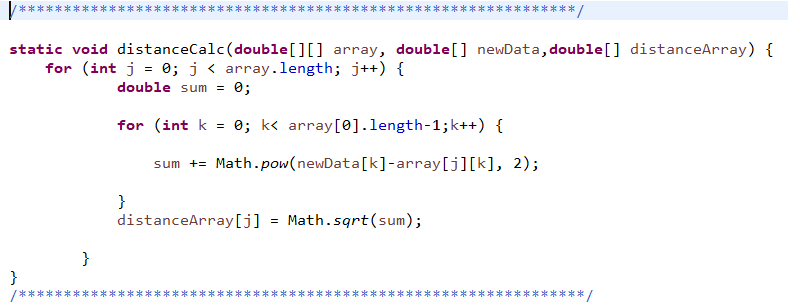 /**************************************************************/
static void distanceCalc(double[][] array, double[] newData,double[] distanceArray) {
for (int j = 0; j < array.length; j++) {
double sum = 0;
for (int k = 0; k< array[0].length-1;k++) {
sum += Math.pow(newData[k]-array[j][k], 2);
}
distanceArray[j] = Math.sqrt(sum);
}
}
/***************************************************************/